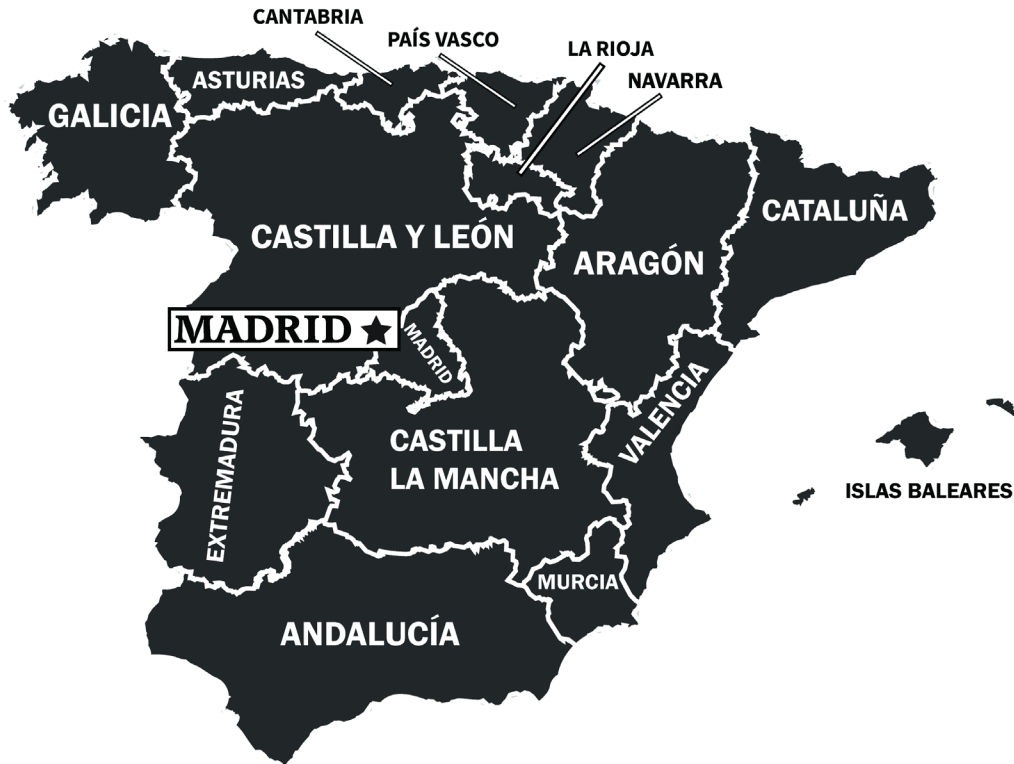 CANTABRIA
PAÍS VASCO
LA RIOJA
NAVARRA
ASTURIAS
GALICIA
CATALUÑA
CASTILLA Y LEÓN
ARAGÓN
MADRID
MADRID
VALENCIA
EXTREMADURA
CASTILLA
LA MANCHA
ISLAS BALEARES
MURCIA
ANDALUCÍA